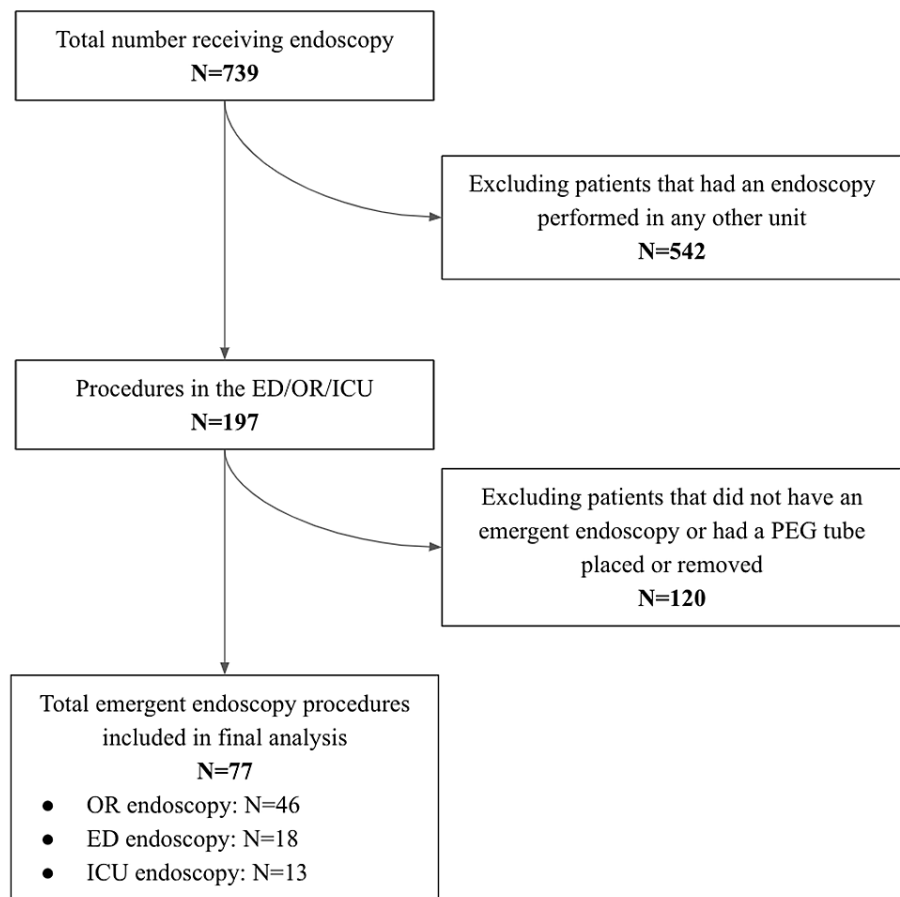 Total number receiving endoscopy
N=739
Excluding patients that had an endoscopy
performed in any other unit
N=542
Procedures in the ED/OR/ICU
N=197
Excluding patients that did not have an
emergent endoscopy or had a PEG tube
placed or removed
N=120
Total emergent endoscopy procedures
included in final analysis
N=77
● OR endoscopy: N=46
● ED endoscopy: N=18
● ICU endoscopy: N=13